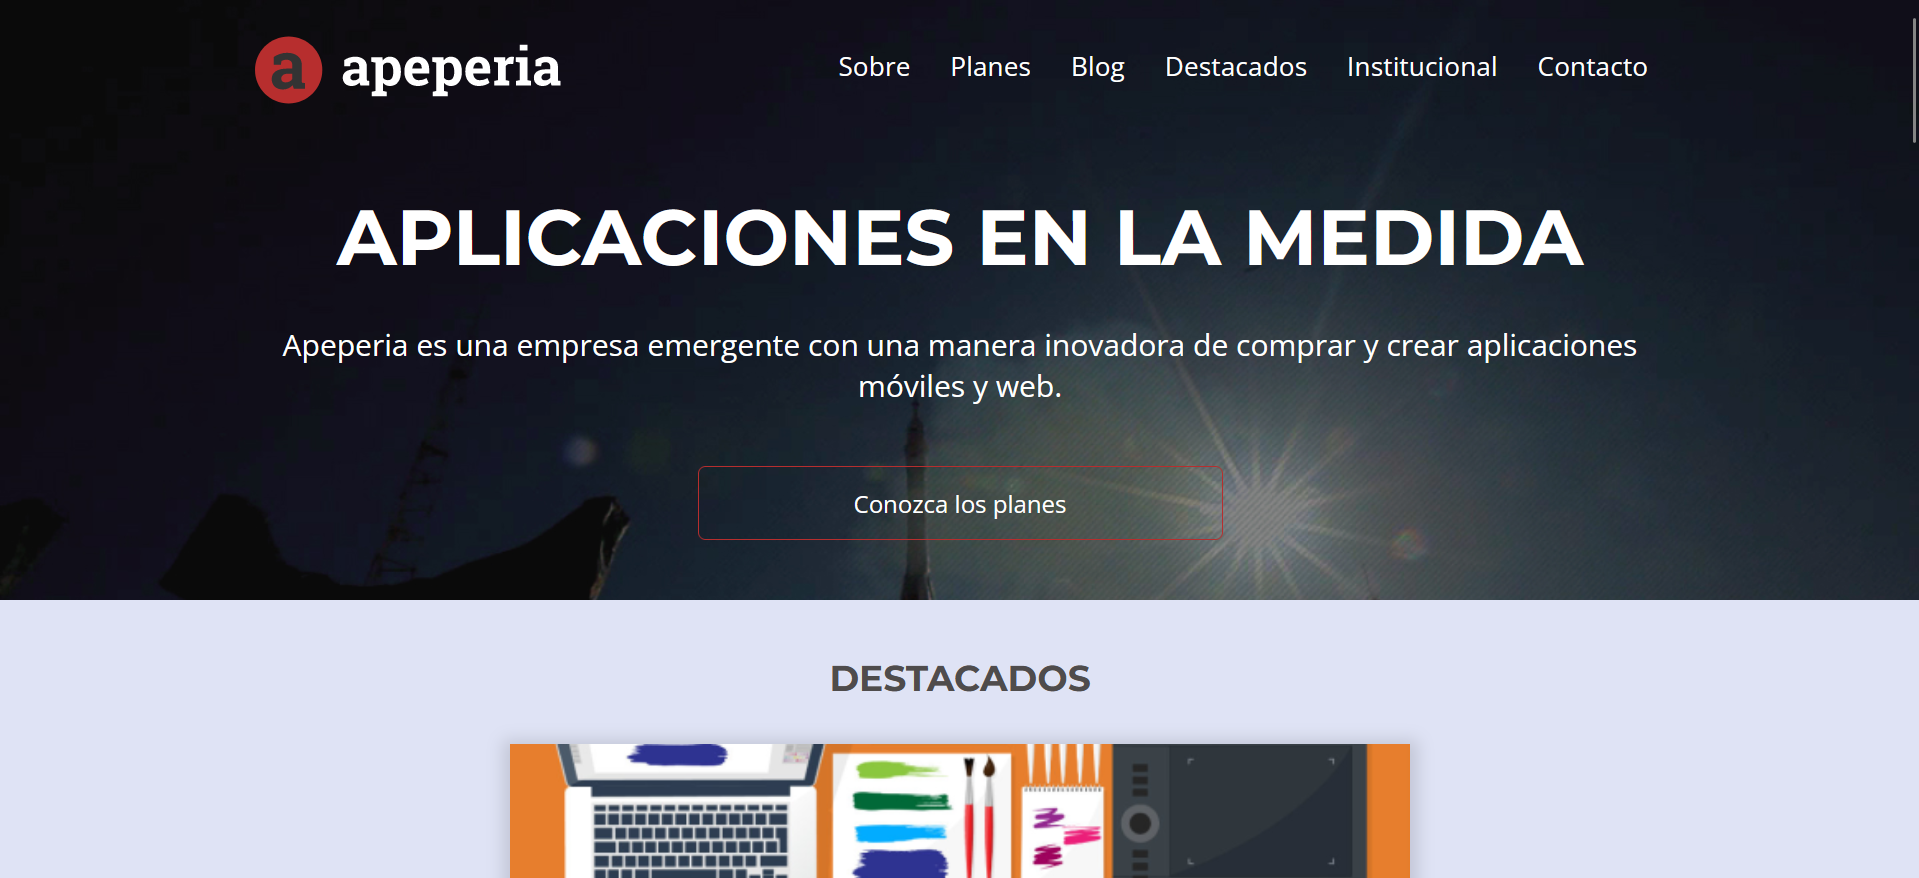 a apeperia
Sobre Planes Blog Destacados Institucional Contacto
APLICACIONES EN LA MEDIDA
Apeperia es una empresa emergente con una manera inovadora de comprar y crear aplicaciones
móviles y web.
Conozca los planes
DESTACADOS